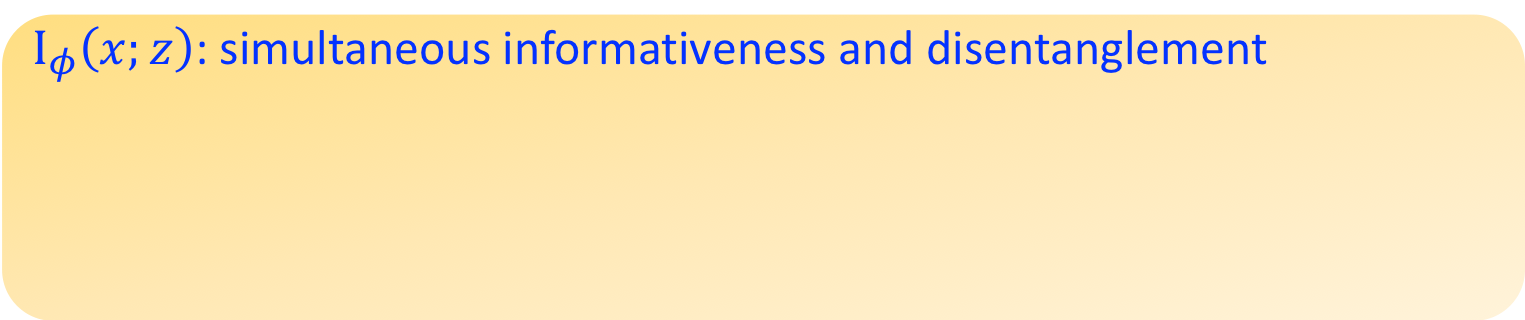 I_ϕ(x; z): simultaneous informativeness and disentanglement